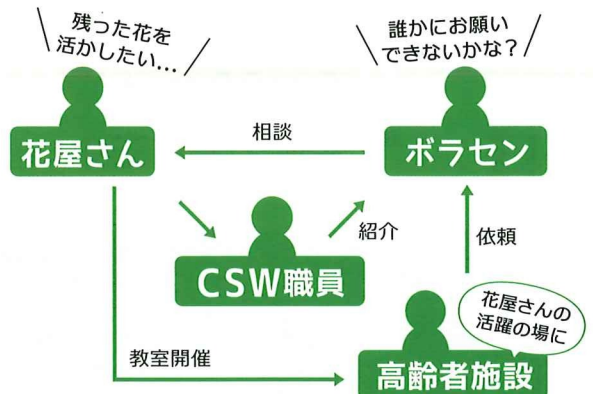 残った花を
活かしたい…
誰かにお願い
できないかな？
花屋さん
相談
ボラセン
紹介
依頼
CSW職員
花屋さんの
活躍の場に
教室開催
高齢者施設